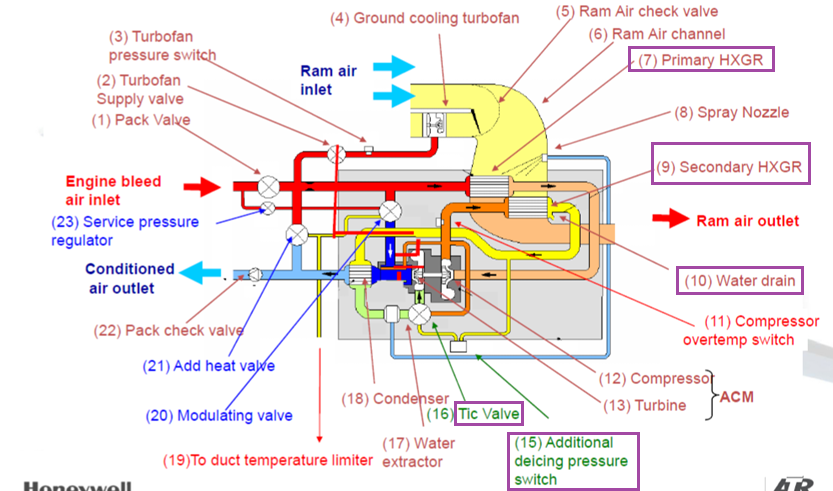 (4) Ground cooling turbofan
(5) Ram Air check valve
(6) Ram Air channel
(3) Turbofan
pressure switch
(7) Primary HXGR
Ram air
inlet
(2) Turbofan
Supply valve
(1) Pack Valve
(8) Spray Nozzle
(9) Secondary HXGR
Engine bleed
air inlet
Ram air outlet
(23) Service pressure
regulator
Conditioned
air outlet
(10) Water drain
(22) Pack check valve
(11) Compressor
overtemp switch
(21) Add heat valve
(12) Compressor
(18) Condenser
ACM
(13) Turbine
(20) Modulating valve
(16) Tic Valve
(19)To duct temperature limiter
(17) Water
extractor
(15) Additional
deicing pressure
switch
Honeywell
ATR